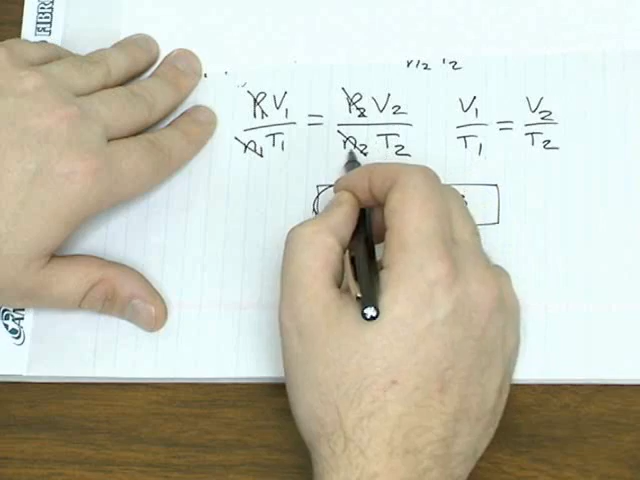 P₁V₁/n₁T₁ = P₂V₂/n₂T₂ V₁/T₁ = V₂/T₂